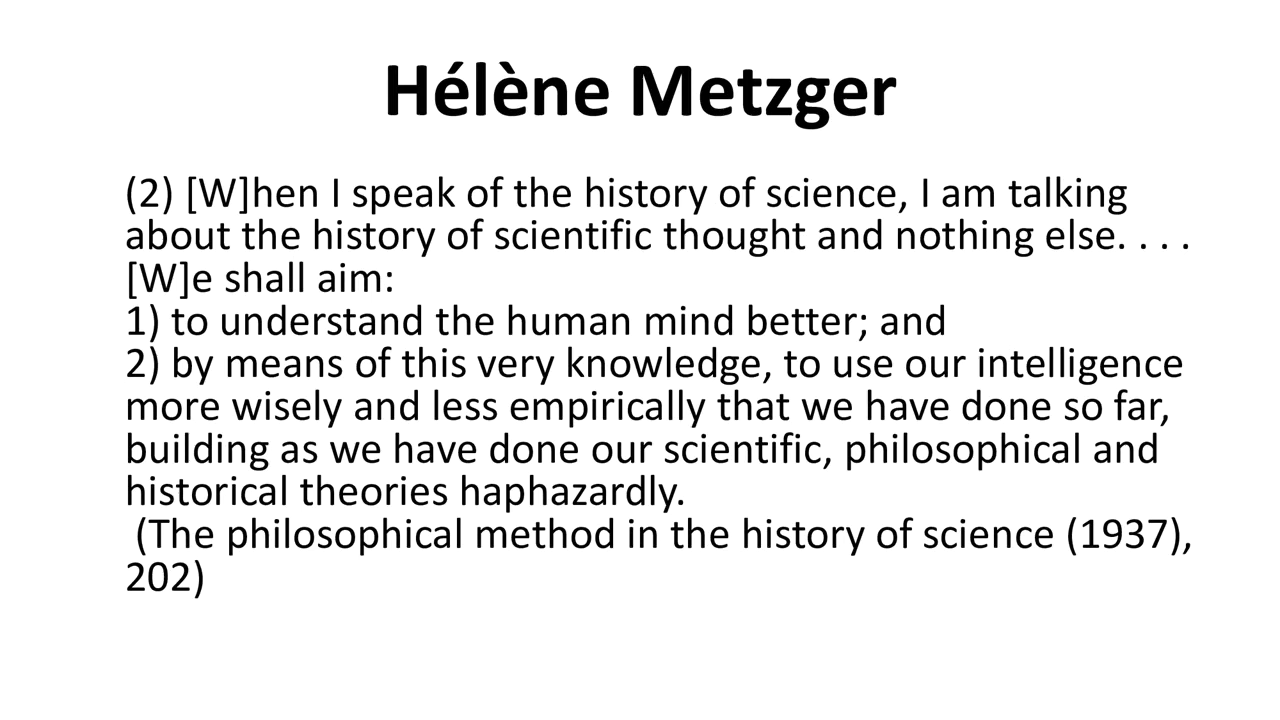 Hélène Metzger
(2) [W]hen I speak of the history of science, I am talking
about the history of scientific thought and nothing else. . . .
[W]e shall aim:
1) to understand the human mind better; and
2) by means of this very knowledge, to use our intelligence
more wisely and less empirically that we have done so far,
building as we have done our scientific, philosophical and
historical theories haphazardly.
(The philosophical method in the history of science (1937),
202)